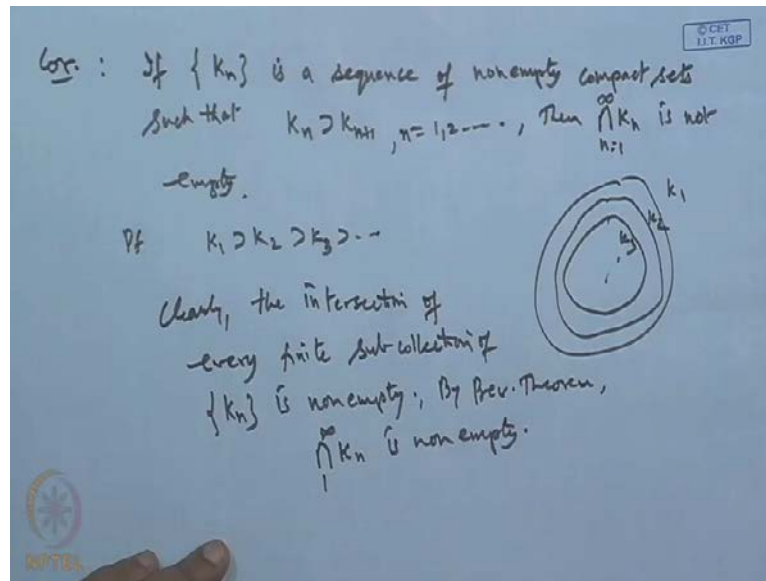 © CET
I.I.T. KGP
Cor. : If {Kn} is a sequence of nonempty compact sets
such that Kn ⊃ Kn+1, n = 1,2 -----, Then ∞ ⋂ n=1 Kn is not
empty.
Pf K1 ⊃ K2 ⊃ K3 ⊃ ...
K1
K2
K3
Clearly, the intersection of
every finite sub collection of
{Kn} is nonempty. By Prev. Theorem,
∞ ⋂ 1 Kn is nonempty.
NPTEL